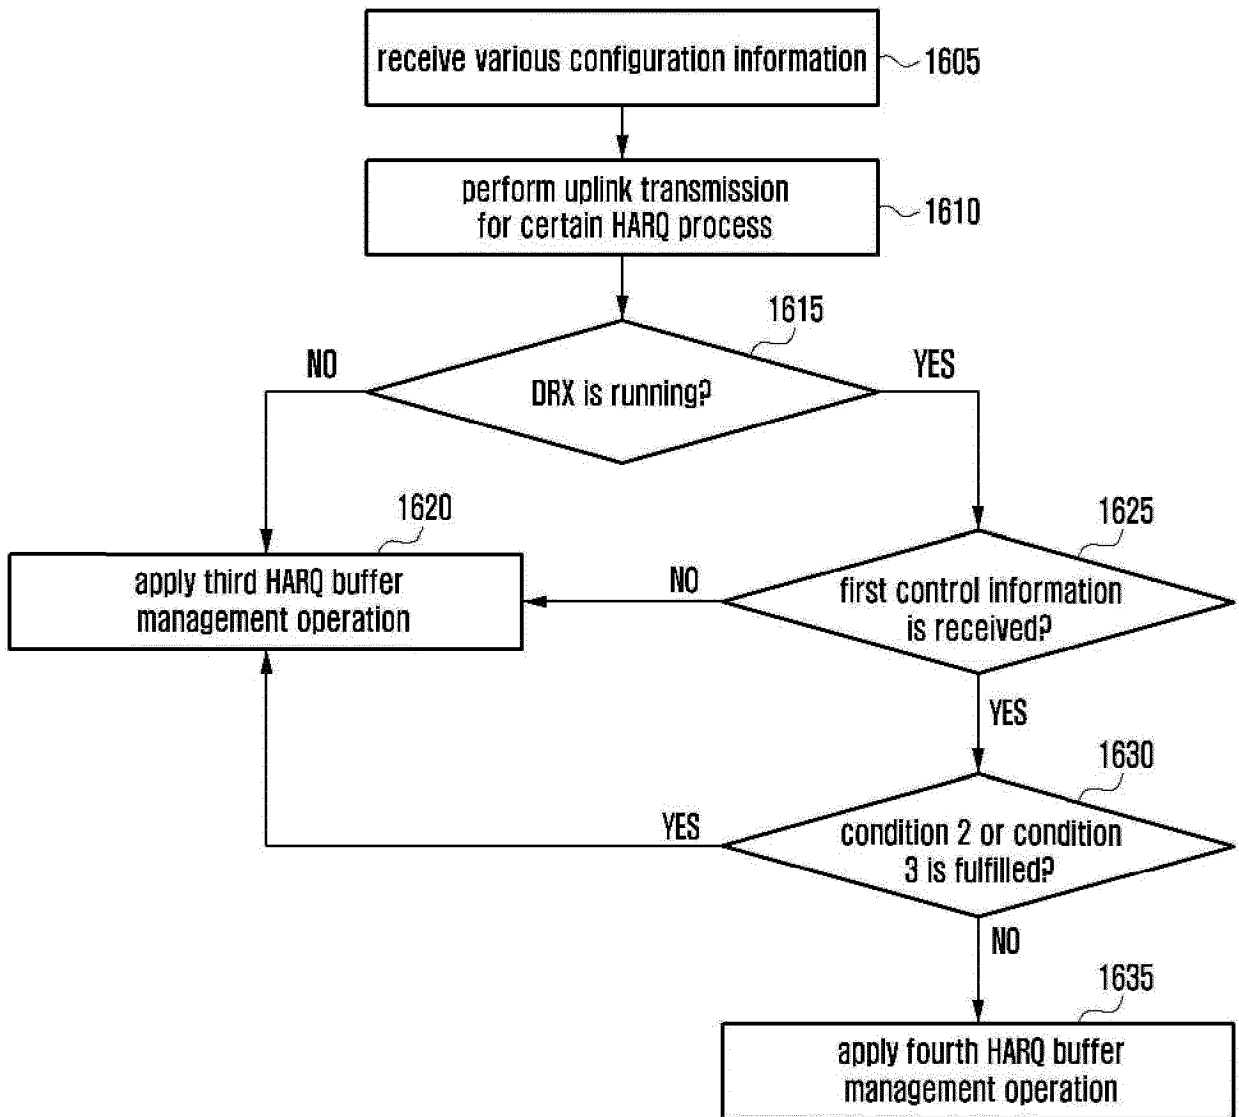 receive various configuration information
1605
perform uplink transmission
for certain HARQ process
1610
1615
NO
YES
DRX is running?
1620
1625
apply third HARQ buffer
management operation
NO
first control information
is received?
YES
1630
YES
condition 2 or condition
3 is fulfilled?
NO
1635
apply fourth HARQ buffer
management operation